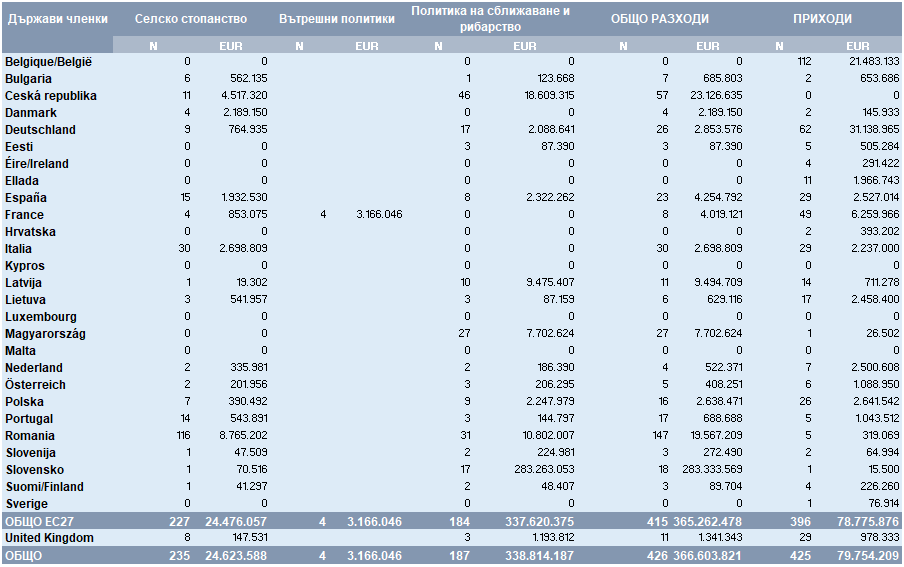 Държави членки Селско стопанство Вътрешни политики Политика на сближаване и рибарство ОБЩО РАЗХОДИ ПРИХОДИ
N EUR N EUR N EUR N EUR N EUR
Belgique/België 0 0 0 0 0 0 112 21.483.133
Bulgaria 6 562.135 1 123.668 7 685.803 2 653.686
Ceská republika 11 4.517.320 46 18.609.315 57 23.126.635 0 0
Danmark 4 2.189.150 0 0 4 2.189.150 2 145.933
Deutschland 9 764.935 17 2.088.641 26 2.853.576 62 31.138.965
Eesti 0 0 3 87.390 3 87.390 5 505.284
Éire/Ireland 0 0 0 0 0 0 4 291.422
Ellada 0 0 0 0 0 0 11 1.966.743
España 15 1.932.530 8 2.322.262 23 4.254.792 29 2.527.014
France 4 853.075 4 3.166.046 0 0 8 4.019.121 49 6.259.966
Hrvatska 0 0 0 0 0 0 2 393.202
Italia 30 2.698.809 0 0 30 2.698.809 29 2.237.000
Kypros 0 0 0 0 0 0 0 0
Latvija 1 19.302 10 9.475.407 11 9.494.709 14 711.278
Lietuva 3 541.957 3 87.159 6 629.116 17 2.458.400
Luxembourg 0 0 0 0 0 0 0 0
Magyarország 0 0 27 7.702.624 27 7.702.624 1 26.502
Malta 0 0 0 0 0 0 0 0
Nederland 2 335.981 2 186.390 4 522.371 7 2.500.608
Österreich 2 201.956 3 206.295 5 408.251 6 1.088.950
Polska 7 390.492 9 2.247.979 16 2.638.471 26 2.641.542
Portugal 14 543.891 3 144.797 17 688.688 5 1.043.512
Romania 116 8.765.202 31 10.802.007 147 19.567.209 5 319.069
Slovenija 1 47.509 2 224.981 3 272.490 2 64.994
Slovensko 1 70.516 17 283.263.053 18 283.333.569 1 15.500
Suomi/Finland 1 41.297 2 48.407 3 89.704 4 226.260
Sverige 0 0 0 0 0 0 1 76.914
ОБЩО ЕС27 227 24.476.057 4 3.166.046 184 337.620.375 415 365.262.478 396 78.775.876
United Kingdom 8 147.531 3 1.193.812 11 1.341.343 29 978.333
ОБЩО 235 24.623.588 4 3.166.046 187 338.814.187 426 366.603.821 425 79.754.209